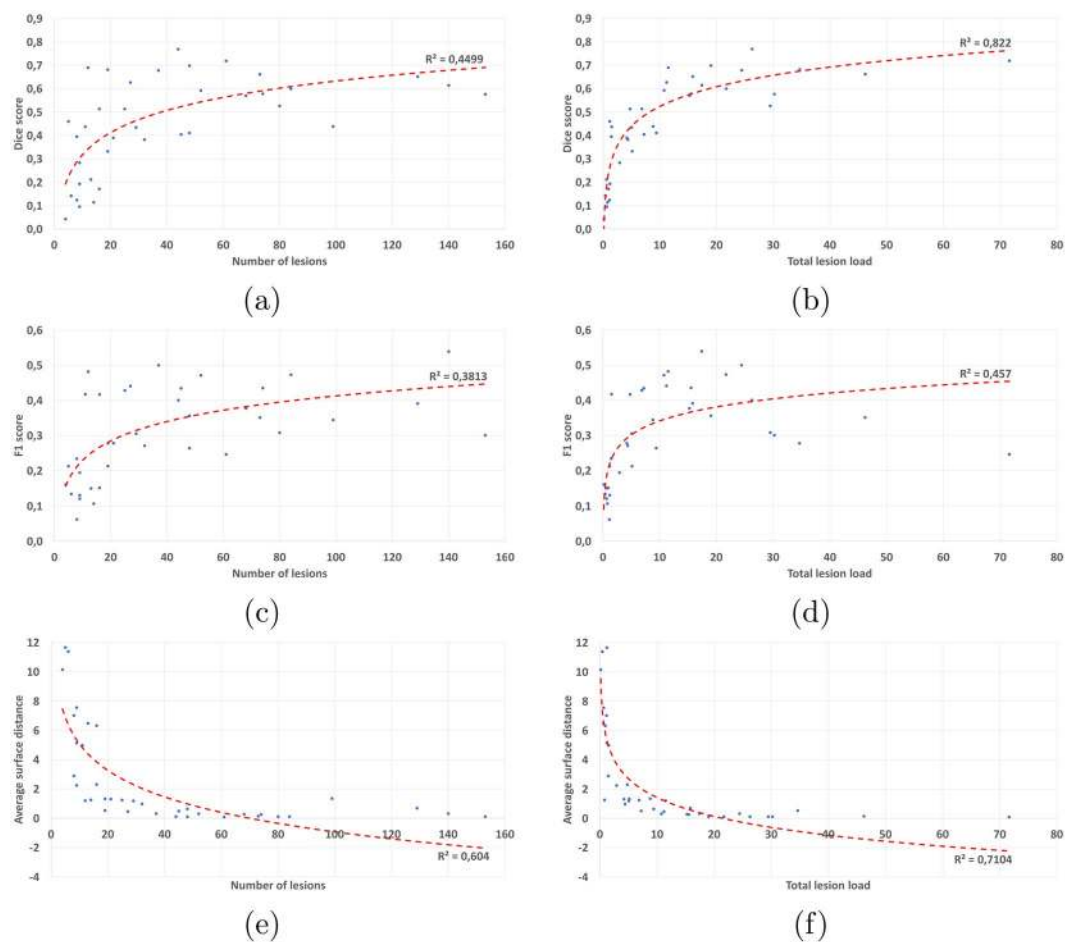 0,9
0,8
0,7
0,6
0,5
0,4
0,3
0,2
0,1
0,0
Dice score
R² = 0,4499
0 20 40 60 80 100 120 140 160
Number of lesions
(a)
0,9
0,8
0,7
0,6
0,5
0,4
0,3
0,2
0,1
0,0
Dice sscore
R² = 0,822
0 10 20 30 40 50 60 70 80
Total lesion load
(b)
0,6
0,5
0,4
0,3
0,2
0,1
0,0
F1 score
R² = 0,3813
0 20 40 60 80 100 120 140 160
Number of lesions
(c)
0,6
0,5
0,4
0,3
0,2
0,1
0,0
F1 score
R² = 0,457
0 10 20 30 40 50 60 70 80
Total lesion load
(d)
12
10
8
6
4
2
0
-2
-4
Average surface distance
0 20 40 60 80 100 120 140 160
R² = 0,604
Number of lesions
(e)
12
10
8
6
4
2
0
-2
-4
Average surface distance
0 10 20 30 40 50 60 70 80
R² = 0,7104
Total lesion load
(f)